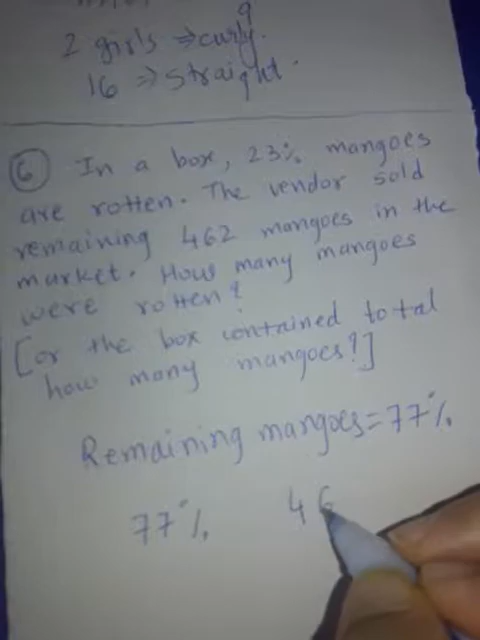 9
2 girls ⇒ curly.
16 ⇒ straight.
6 In a box, 23% mangoes
are rotten. The vendor sold
remaining 462 mangoes in the
market. How many mangoes
were rotten?
[or the box contained total
how many mangoes?]
Remaining mangoes = 77%
77% 46